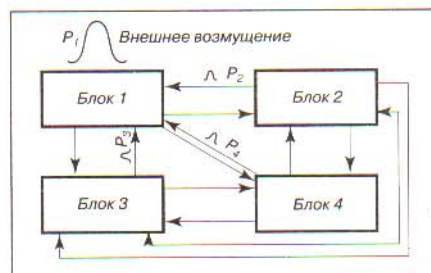 P₁ Внешнее возмущение
P₂
Блок 1
Блок 2
P₃
P₄
Блок 3
Блок 4